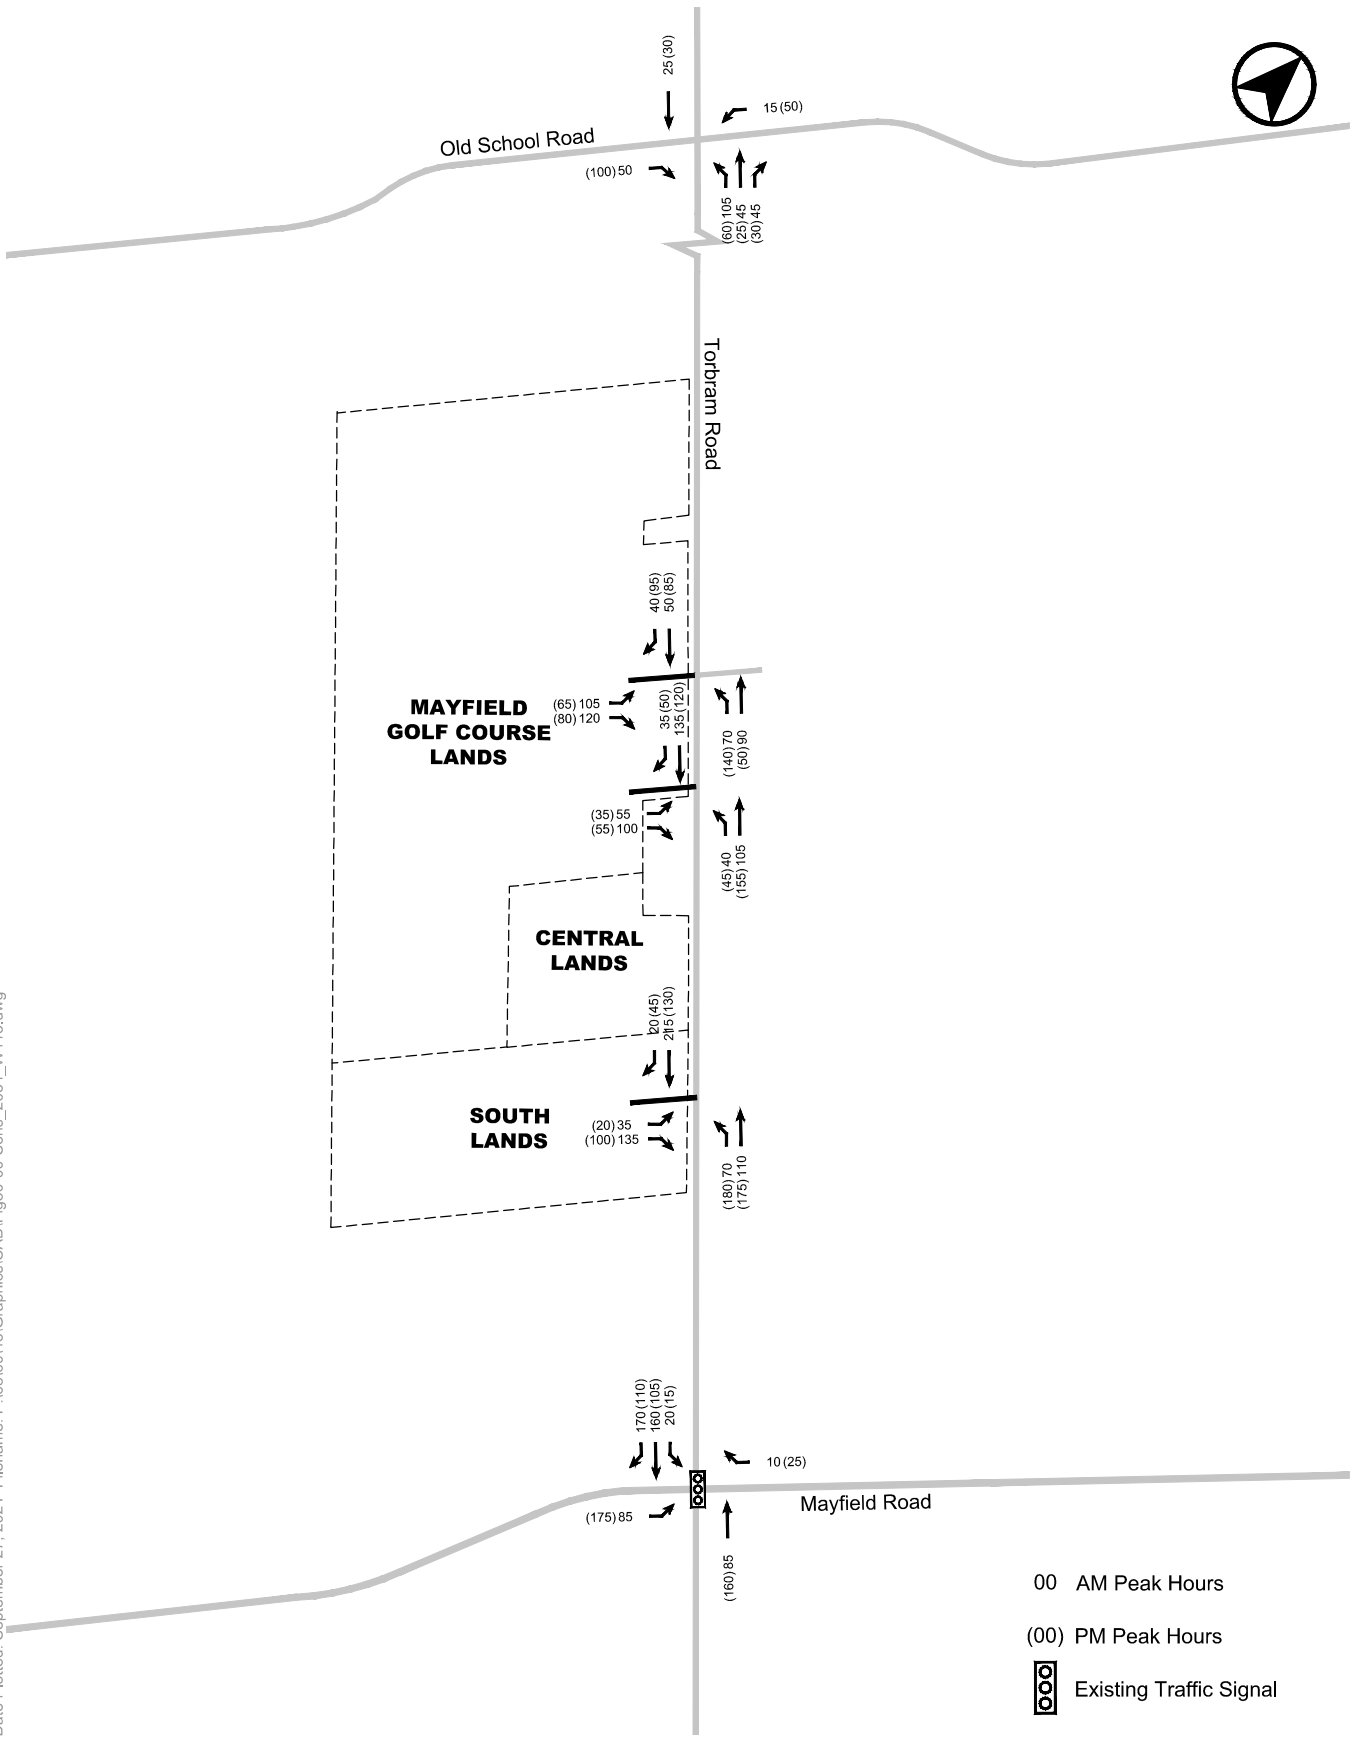 25 (30)
15 (50)
Old School Road
(100) 50
(60) 105
(25) 45
(30) 45
Torbram Road
40 (95)
50 (85)
MAYFIELD
GOLF COURSE
LANDS
(65) 105
(80) 120
35 (50)
135 (120)
(140) 70
(50) 90
(35) 55
(55) 100
(45) 40
(155) 105
CENTRAL
LANDS
20 (45)
215 (130)
SOUTH
LANDS
(20) 35
(100) 135
(180) 70
(175) 110
170 (110)
160 (105)
20 (15)
10 (25)
Mayfield Road
(175) 85
(160) 85
00 AM Peak Hours
(00) PM Peak Hours
Existing Traffic Signal